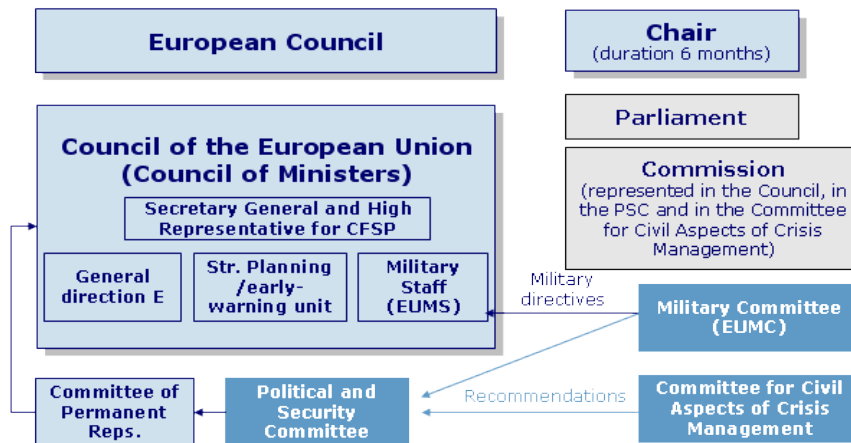 European Council
Chair
(duration 6 months)
Parliament
Council of the European Union
(Council of Ministers)
Commission
(represented in the Council, in
the PSC and in the Committee
for Civil Aspects of Crisis
Management)
Secretary General and High
Representative for CFSP
General
direction E
Str. Planning
/early-
warning unit
Military
Staff
(EUMS)
Military
directives
Military Committee
(EUMC)
Committee of
Permanent
Reps.
Political and
Security
Committee
Recommendations
Committee for Civil
Aspects of Crisis
Management